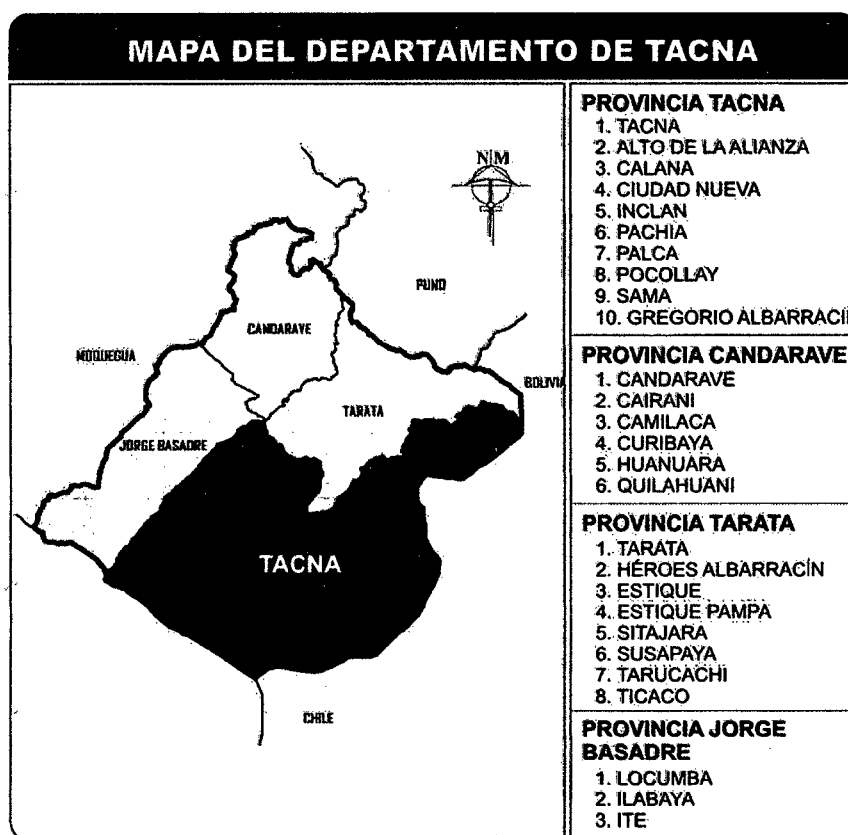 MAPA DEL DEPARTAMENTO DE TACNA
NM
PUNO
CANDARAVE
MOQUEGUA
BOLIVIA
TARATA
JORGE BASADRE
TACNA
CHILE
PROVINCIA TACNA
1. TACNA
2. ALTO DE LA ALIANZA
3. CALANA
4. CIUDAD NUEVA
5. INCLAN
6. PACHIA
7. PALCA
8. POCOLLAY
9. SAMA
10. GREGORIO ALBARRACÍ
PROVINCIA CANDARAVE
1. CANDARAVE
2. CAIRANI
3. CAMILACA
4. CURIBAYA
5. HUANUARA
6. QUILAHUANI
PROVINCIA TARATA
1. TARATA
2. HÉROES ALBARRACÍN
3. ESTIQUE
4. ESTIQUE PAMPA
5. SITAJARA
6. SUSAPAYA
7. TARUCACHI
8. TICACO
PROVINCIA JORGE
BASADRE
1. LOCUMBA
2. ILABAYA
3. ITE